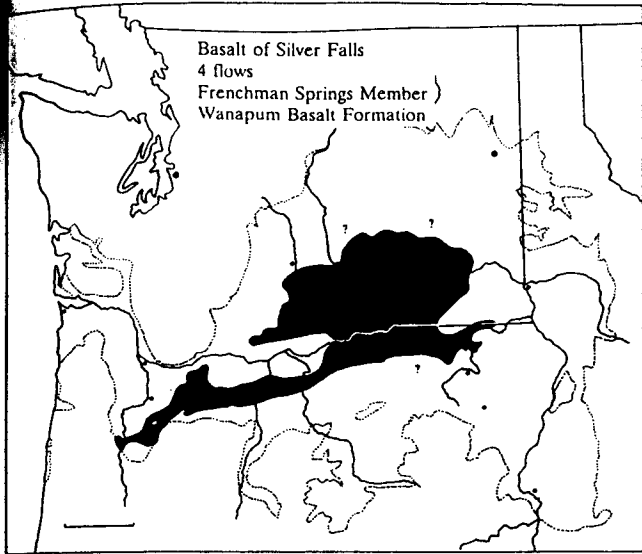 Basalt of Silver Falls
4 flows
Frenchman Springs Member }
Wanapum Basalt Formation
?
?
?